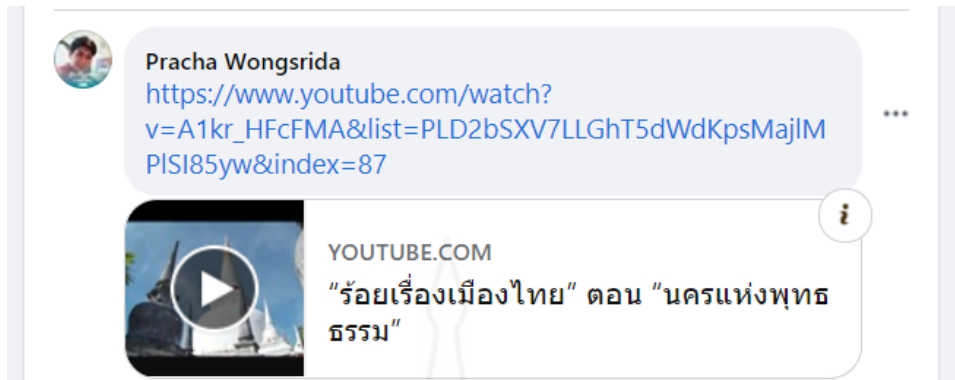 Pracha Wongsrida
https://www.youtube.com/watch?
v=A1kr_HFcFMA&list=PLD2bSXV7LLGhT5dWdKpsMajlM
PlSI85yw&index=87
YOUTUBE.COM
“ร้อยเรื่องเมืองไทย” ตอน “นครแห่งพุทธ
ธรรม”